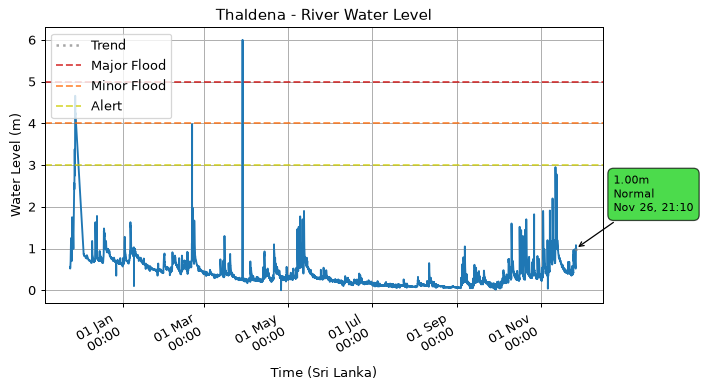 Thaldena - River Water Level
Water Level (m)
6
5
4
3
2
1
0
Trend
Major Flood
Minor Flood
Alert
1.00m
Normal
Nov 26, 21:10
01 Jan
00:00
01 Mar
00:00
01 May
00:00
01 Jul
00:00
01 Sep
00:00
01 Nov
00:00
Time (Sri Lanka)